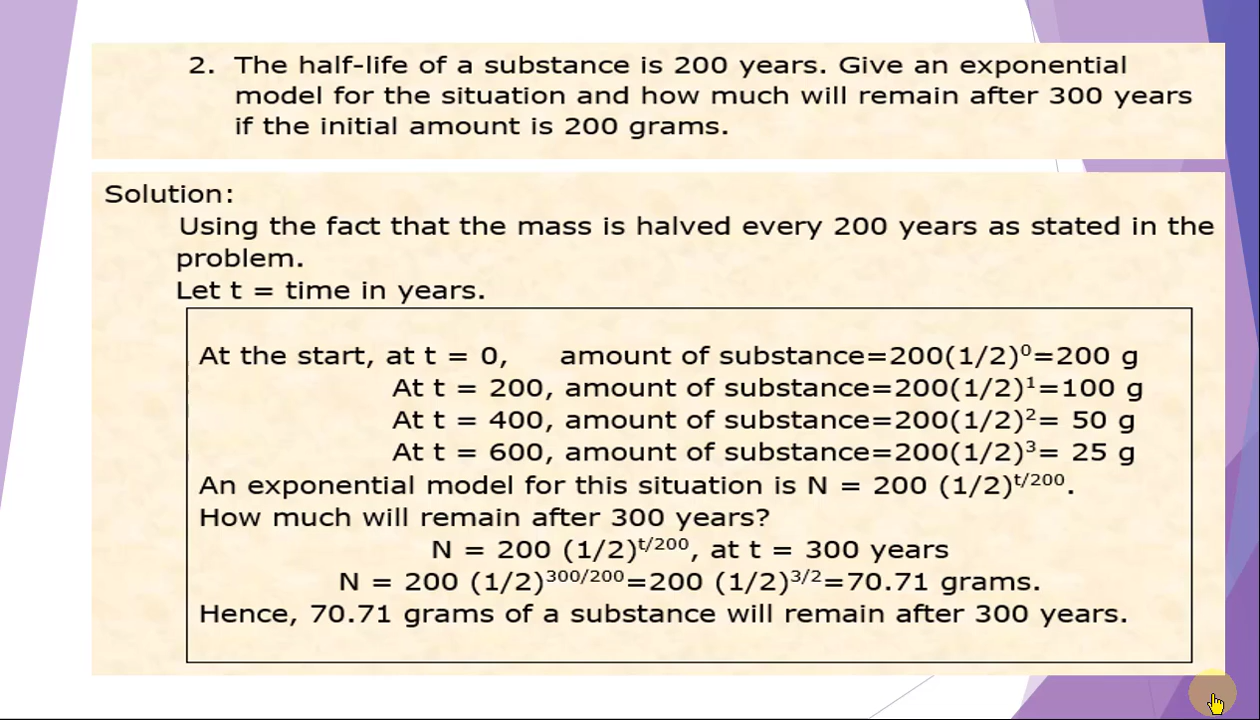 2. The half-life of a substance is 200 years. Give an exponential
model for the situation and how much will remain after 300 years
if the initial amount is 200 grams.
Solution:
Using the fact that the mass is halved every 200 years as stated in the
problem.
Let t = time in years.
At the start, at t = 0, amount of substance=200(1/2)⁰=200 g
At t = 200, amount of substance=200(1/2)¹=100 g
At t = 400, amount of substance=200(1/2)²= 50 g
At t = 600, amount of substance=200(1/2)³= 25 g
An exponential model for this situation is N = 200 (1/2)^t/200.
How much will remain after 300 years?
N = 200 (1/2)^t/200, at t = 300 years
N = 200 (1/2)^300/200=200 (1/2)^3/2=70.71 grams.
Hence, 70.71 grams of a substance will remain after 300 years.